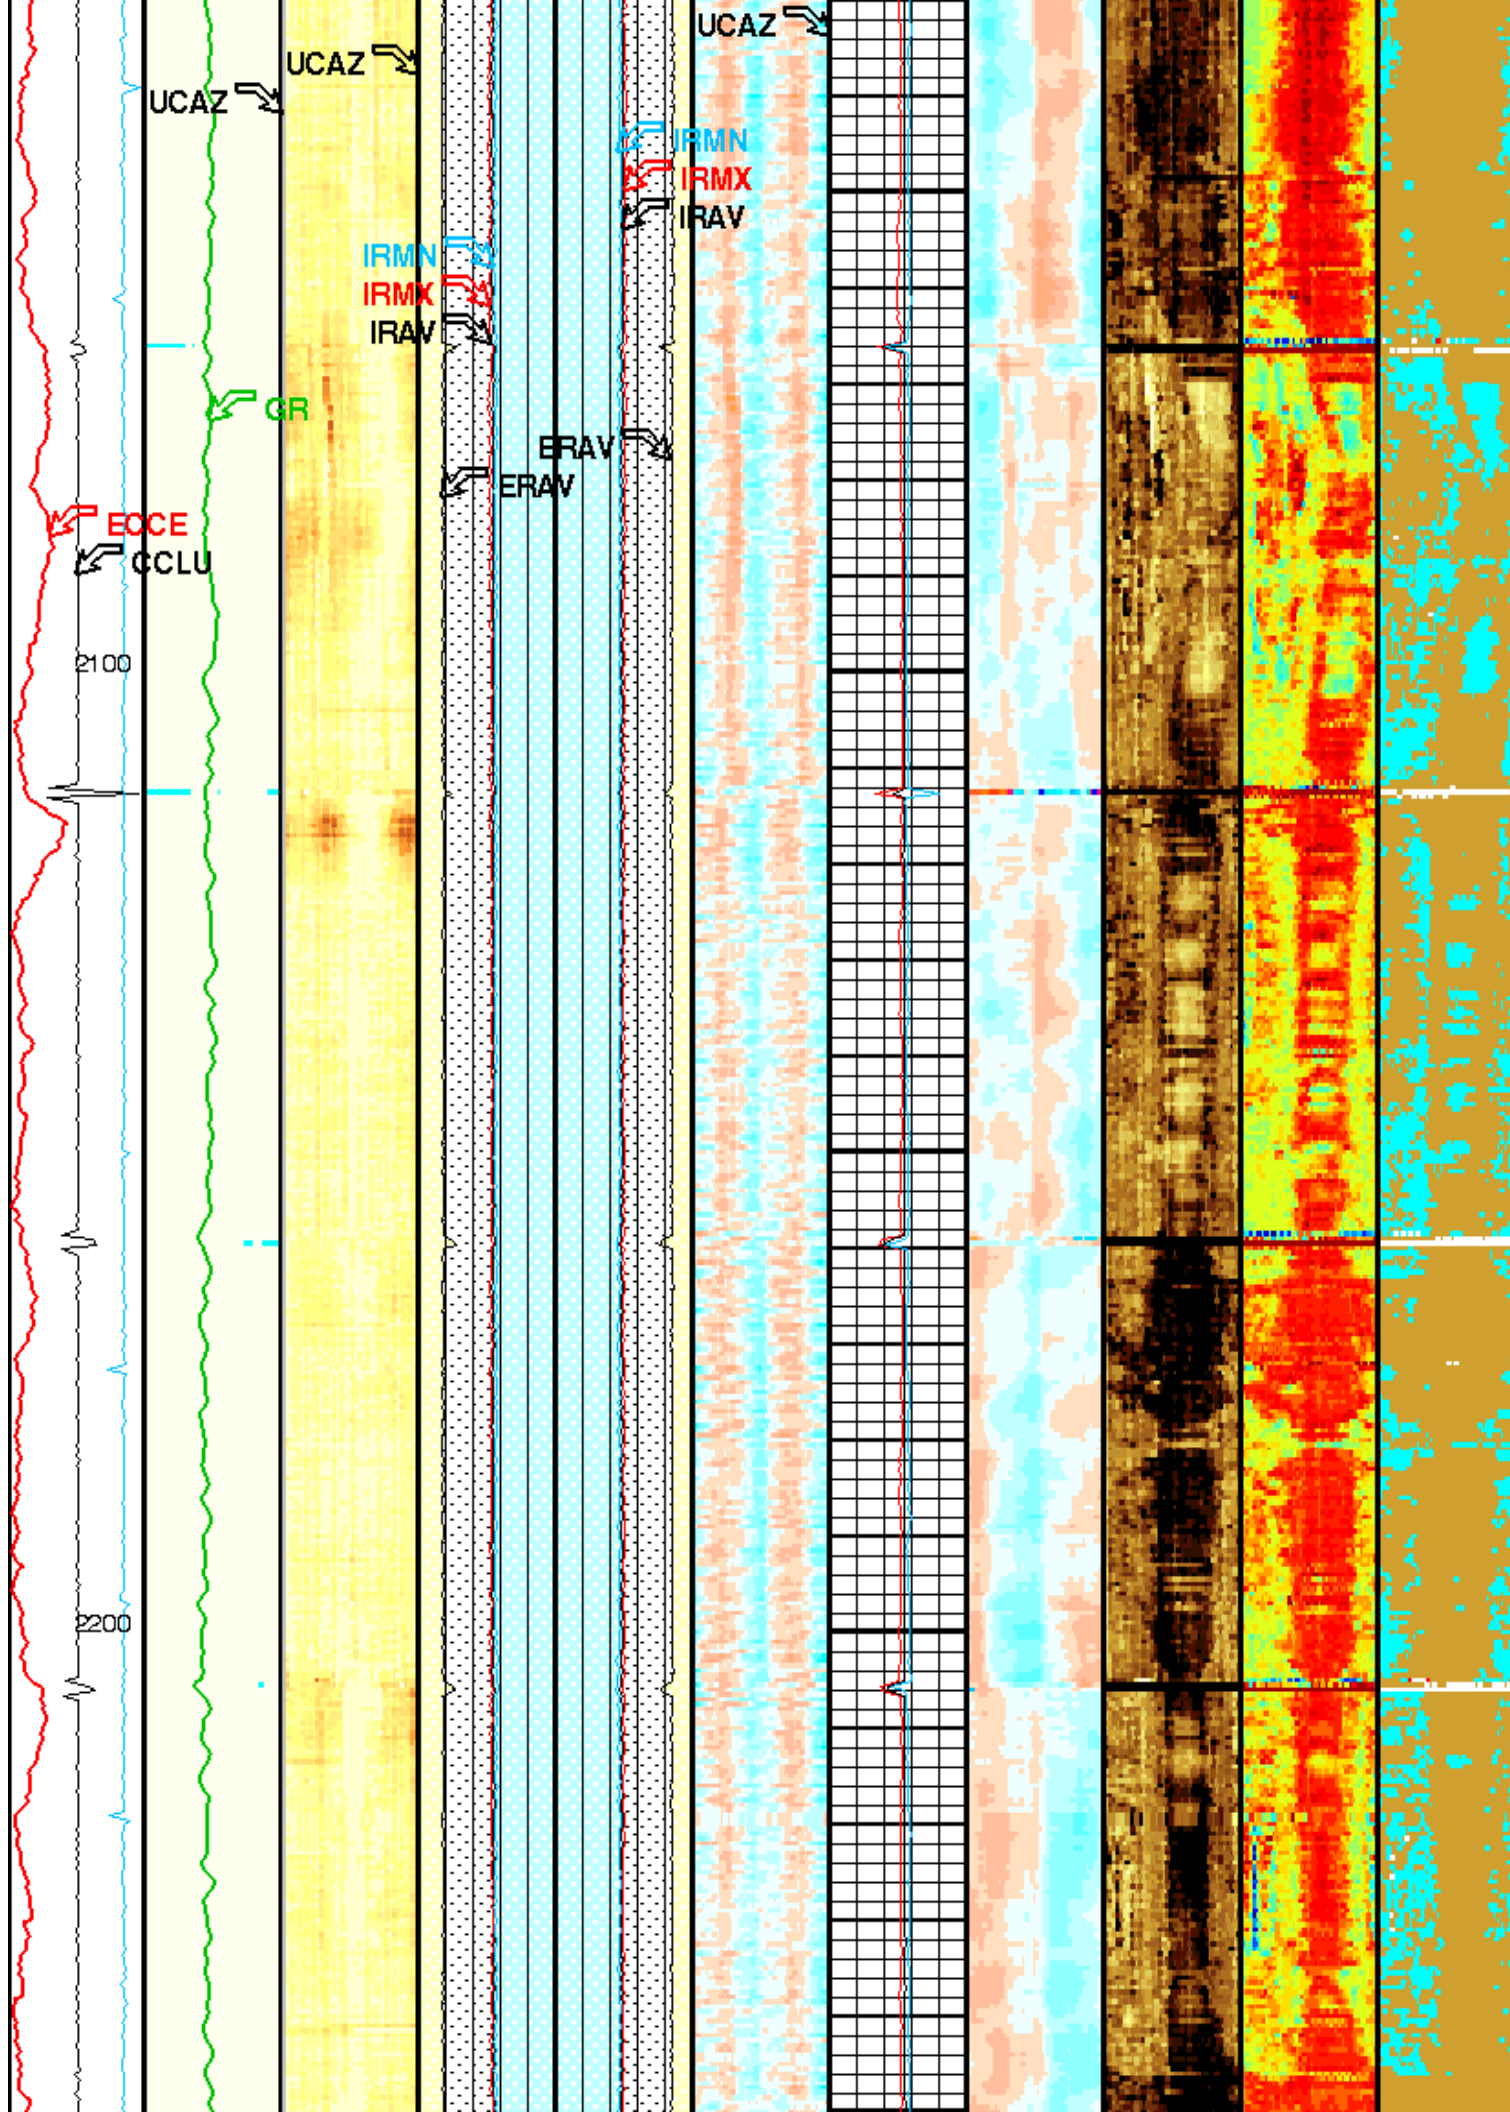 UCAZ
UCAZ
UCAZ
IRMN
IRMX
IRAV
IRMN
IRMX
IRAV
GR
ERAV
ERAV
ECCE
CCLU
2100
2200